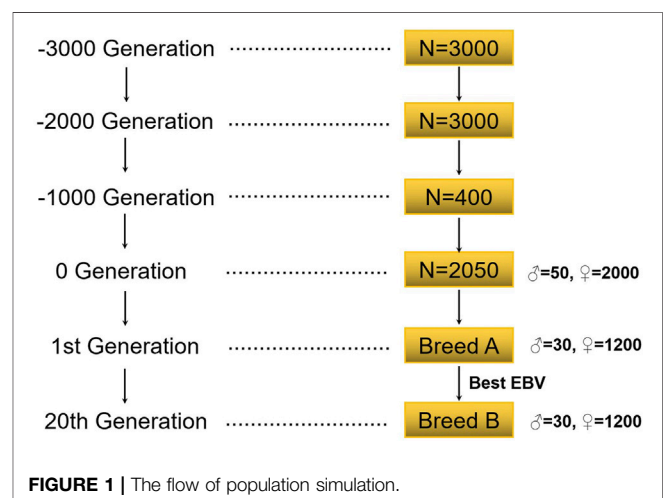 -3000 Generation ........................ N=3000
-2000 Generation ........................ N=3000
-1000 Generation ........................ N=400
0 Generation ........................ N=2050 ♂=50, ♀=2000
1st Generation ........................ Breed A ♂=30, ♀=1200
Best EBV
20th Generation ........................ Breed B ♂=30, ♀=1200
FIGURE 1 | The flow of population simulation.